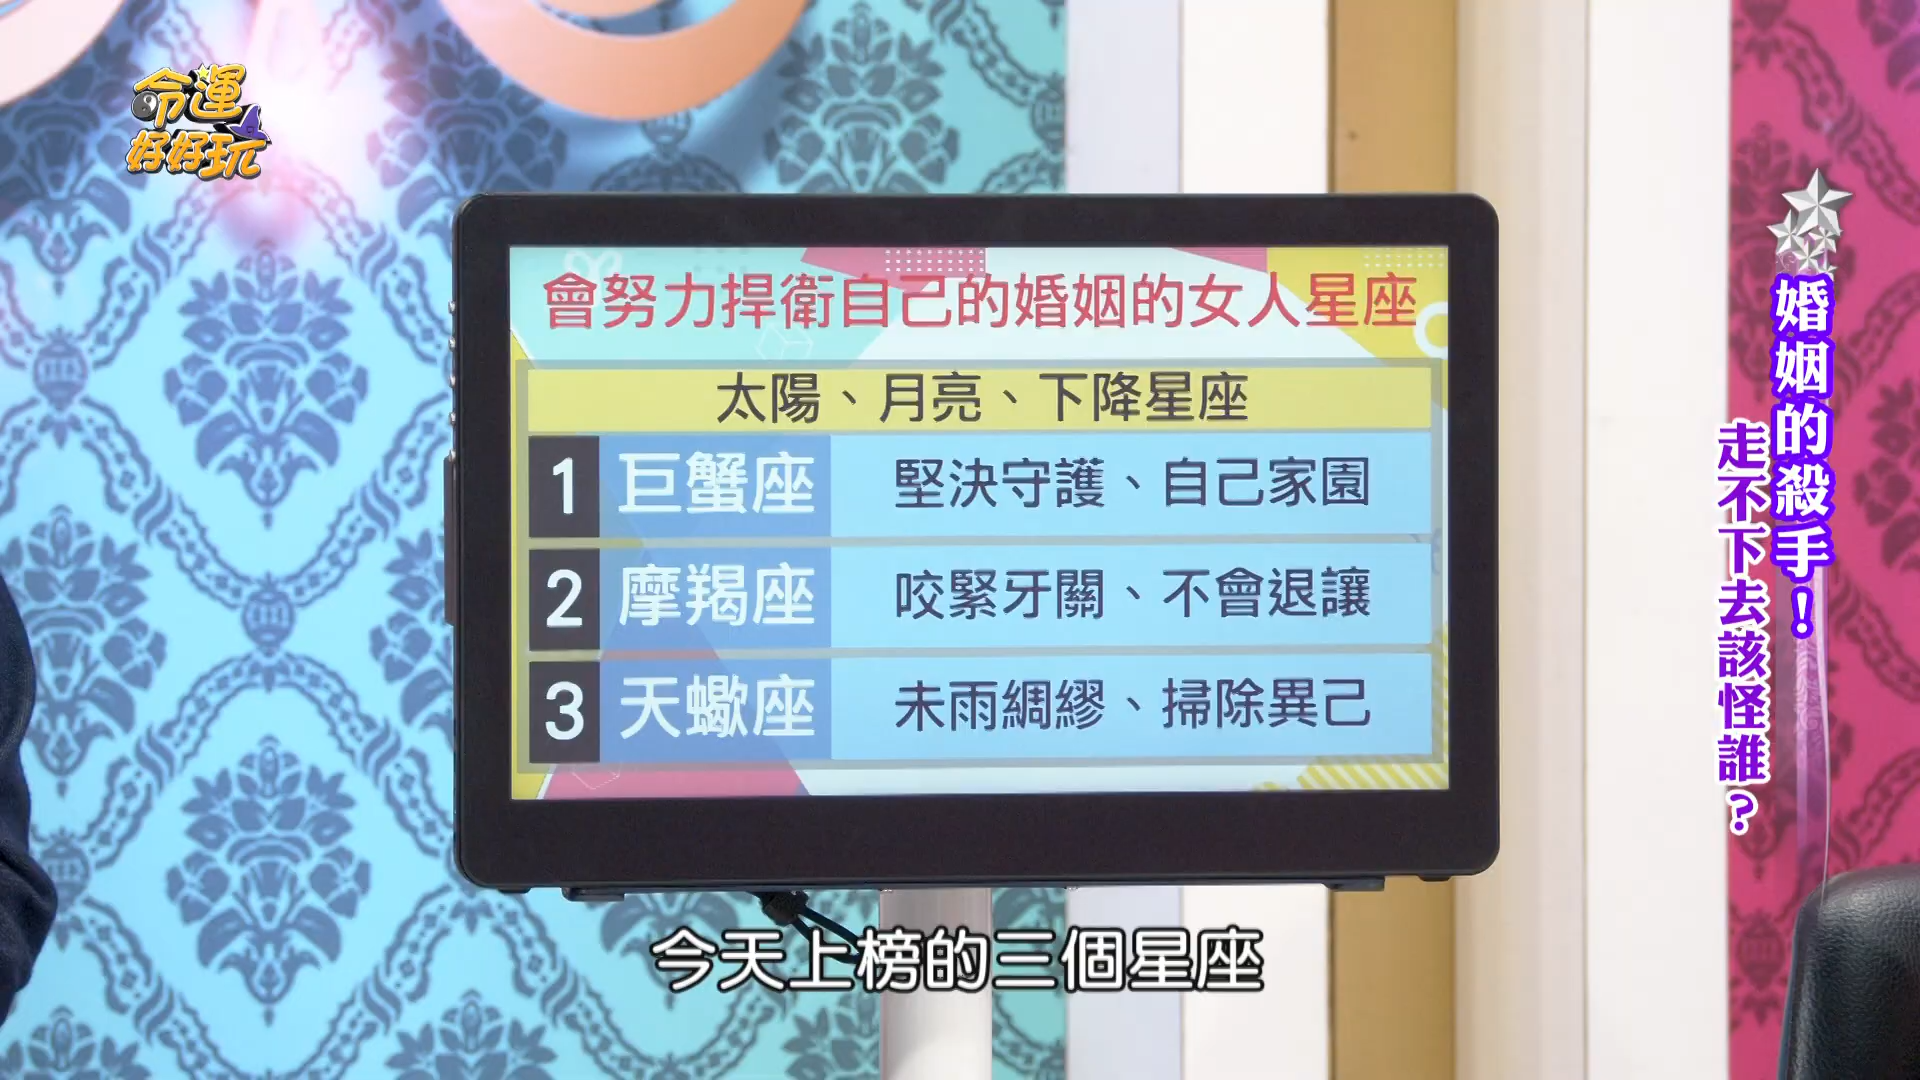 命運
好好玩
會努力捍衛自己的婚姻的女人星座
太陽、月亮、下降星座
1 巨蟹座 堅決守護、自己家園
2 摩羯座 咬緊牙關、不會退讓
3 天蠍座 未雨綢繆、掃除異己
婚姻的殺手!
走不下去該怪誰?
今天上榜的三個星座